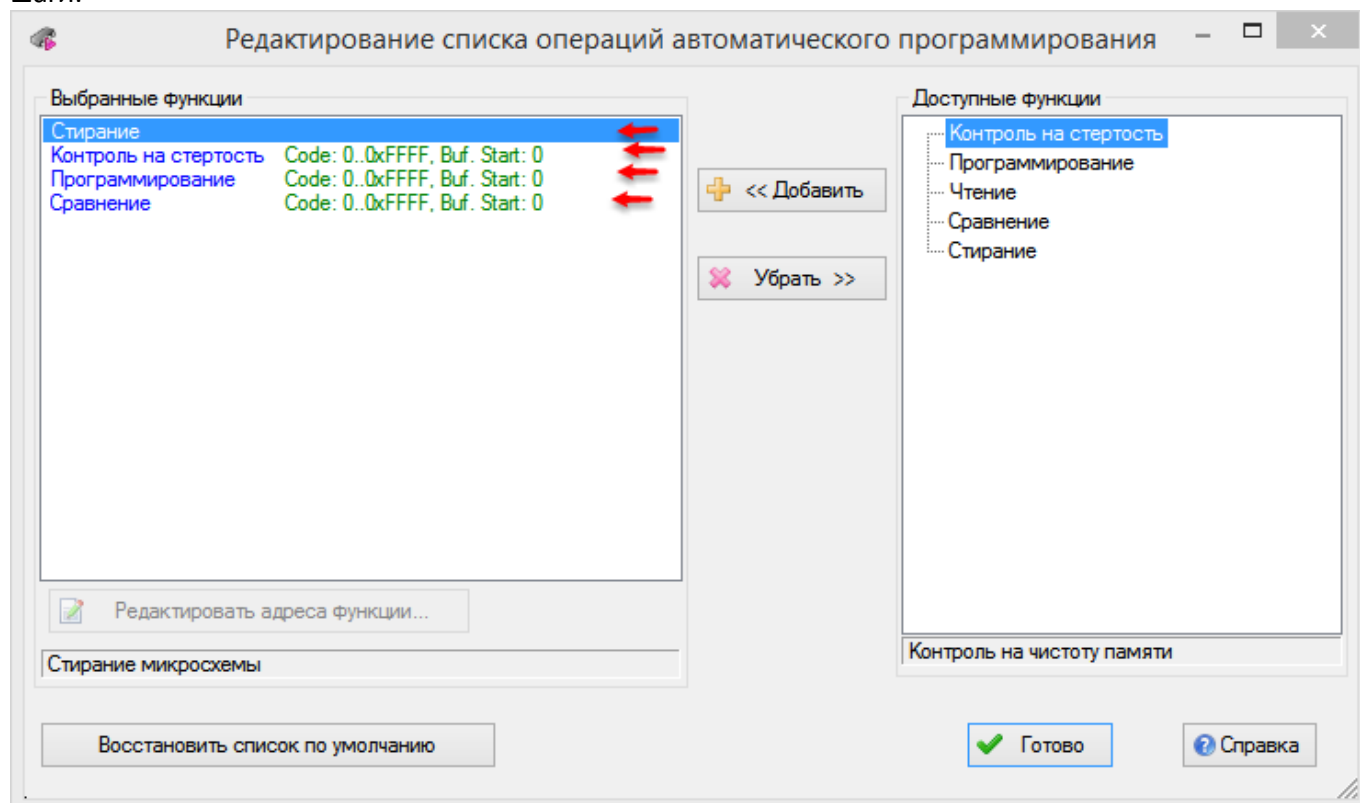 Шаги:
Редактирование списка операций автоматического программирования
Выбранные функции
Стирание
Контроль на стертость Code: 0..0xFFFF, Buf. Start: 0
Программирование Code: 0..0xFFFF, Buf. Start: 0
Сравнение Code: 0..0xFFFF, Buf. Start: 0
Редактировать адреса функции...
Стирание микросхемы
Восстановить список по умолчанию
<< Добавить
Убрать >>
Доступные функции
Контроль на стертость
Программирование
Чтение
Сравнение
Стирание
Контроль на чистоту памяти
Готово
Справка